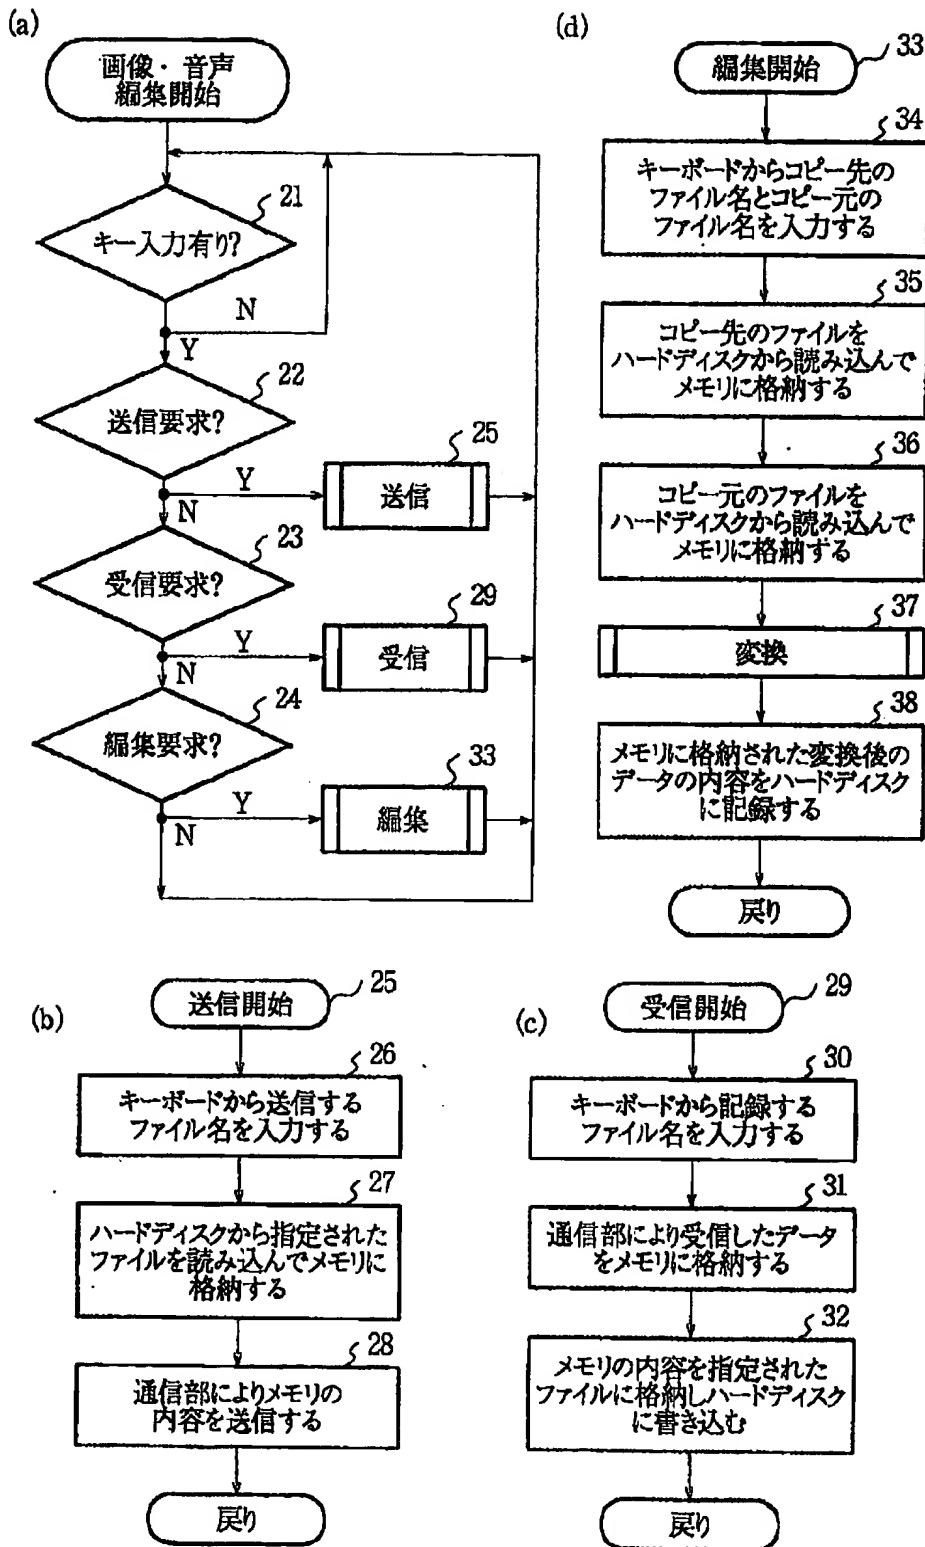 (a)
画像・音声
編集開始
21
キー入力有り?
N
Y
22
送信要求?
25
Y
送信
N
23
受信要求?
29
Y
受信
N
24
編集要求?
33
Y
編集
N
(d)
編集開始
33
34
キーボードからコピー先の
ファイル名とコピー元の
ファイル名を入力する
35
コピー先のファイルを
ハードディスクから読み込んで
メモリに格納する
36
コピー元のファイルを
ハードディスクから読み込んで
メモリに格納する
37
変換
38
メモリに格納された変換後の
データの内容をハードディスク
に記録する
戻り
(b)
送信開始
25
26
キーボードから送信する
ファイル名を入力する
27
ハードディスクから指定された
ファイルを読み込んでメモリに
格納する
28
通信部によりメモリの
内容を送信する
戻り
(c)
受信開始
29
30
キーボードから記録する
ファイル名を入力する
31
通信部により受信したデータ
をメモリに格納する
32
メモリの内容を指定された
ファイルに格納しハードディスク
に書き込む
戻り